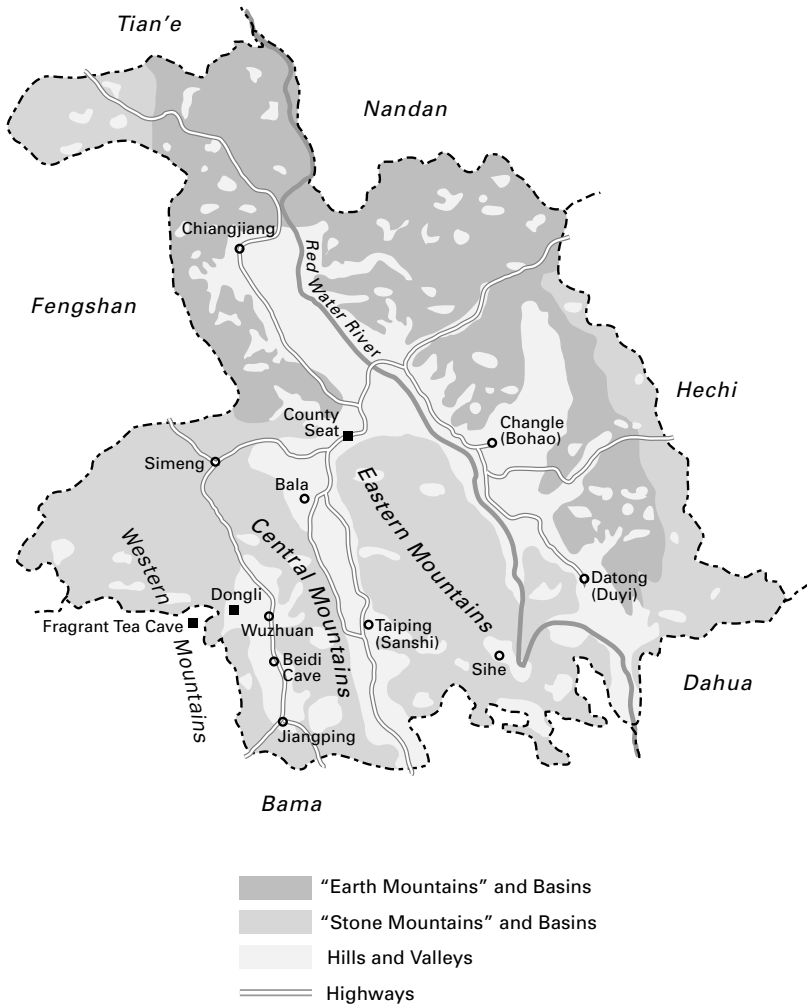 Tian’e
Nandan
Chiangjiang
Red Water River
Fengshan
Hechi
County
Seat
Changle
(Bohao)
Simeng
Bala
Eastern Mountains
Western
Mountains
Central Mountains
Datong
(Duyi)
Dongli
Fragrant Tea Cave
Wuzhuan
Taiping
(Sanshi)
Beidi
Cave
Sihe
Dahua
Jiangping
Bama
“Earth Mountains” and Basins
“Stone Mountains” and Basins
Hills and Valleys
Highways